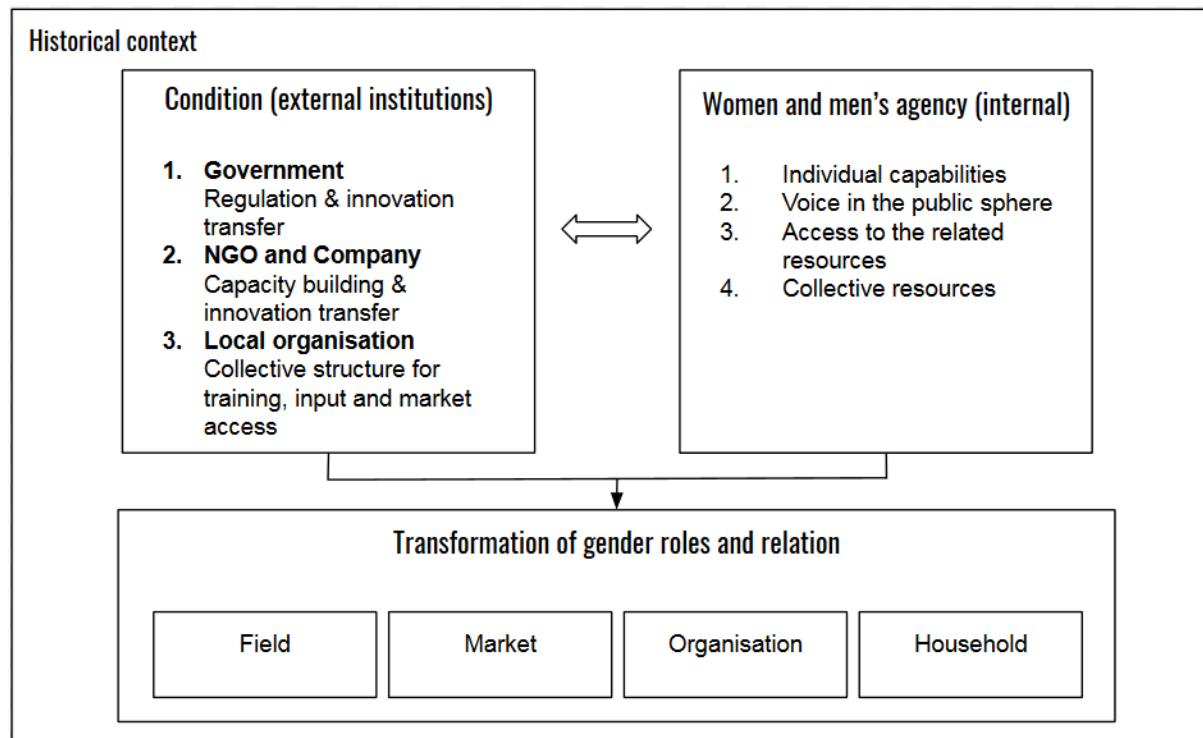 Historical context
Condition (external institutions)
1. Government
Regulation & innovation
transfer
2. NGO and Company
Capacity building &
innovation transfer
3. Local organisation
Collective structure for
training, input and market
access
Women and men's agency (internal)
1. Individual capabilities
2. Voice in the public sphere
3. Access to the related
resources
4. Collective resources
Transformation of gender roles and relation
Field
Market
Organisation
Household